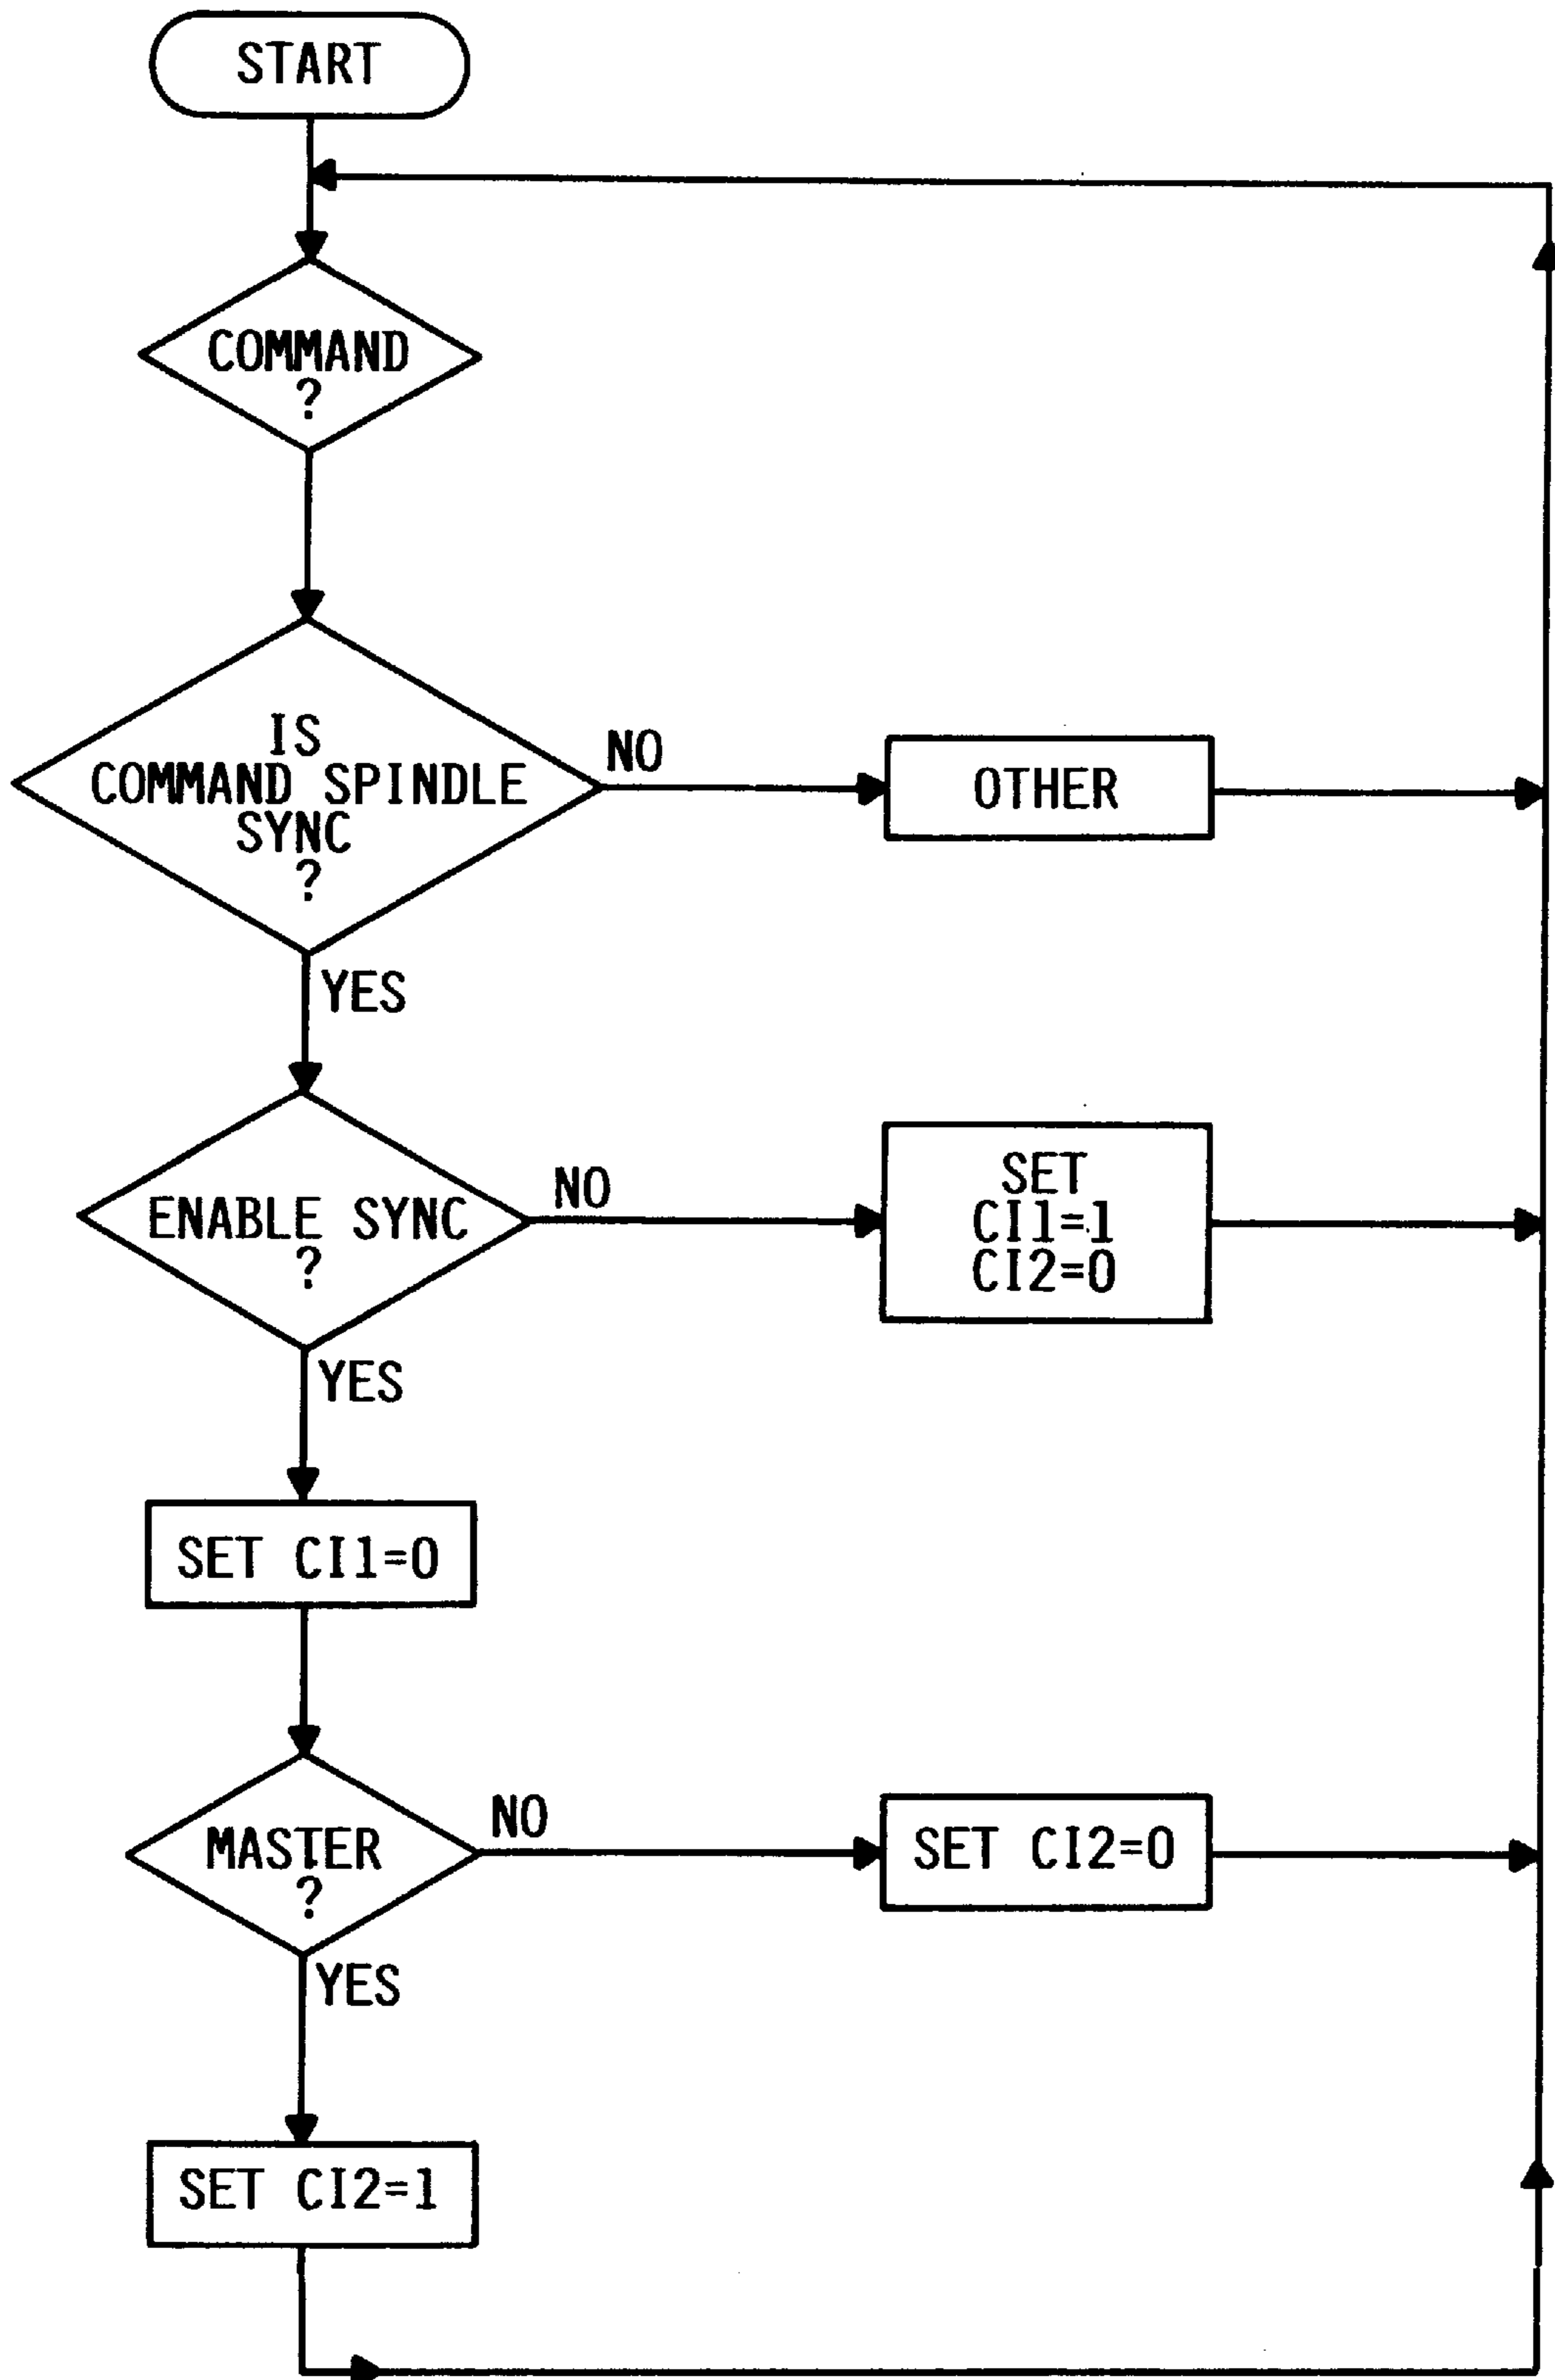 START
COMMAND
?
IS
COMMAND SPINDLE
SYNC
?
NO
OTHER
YES
ENABLE SYNC
?
NO
SET
CI1=1
CI2=0
YES
SET CI1=0
MASTER
?
NO
SET CI2=0
YES
SET CI2=1